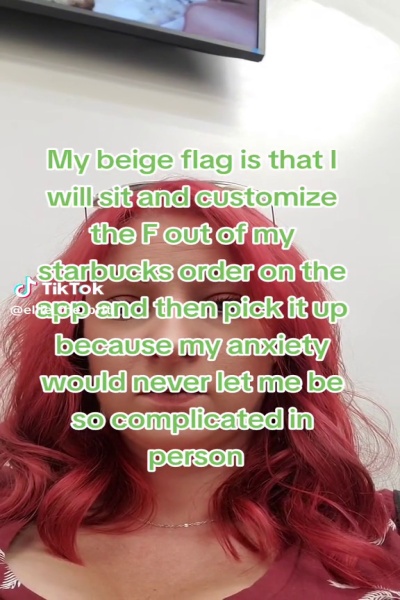 My beige flag is that I
will sit and customize
the F out of my
starbucks order on the
app and then pick it up
because my anxiety
would never let me be
so complicated in
person
TikTok